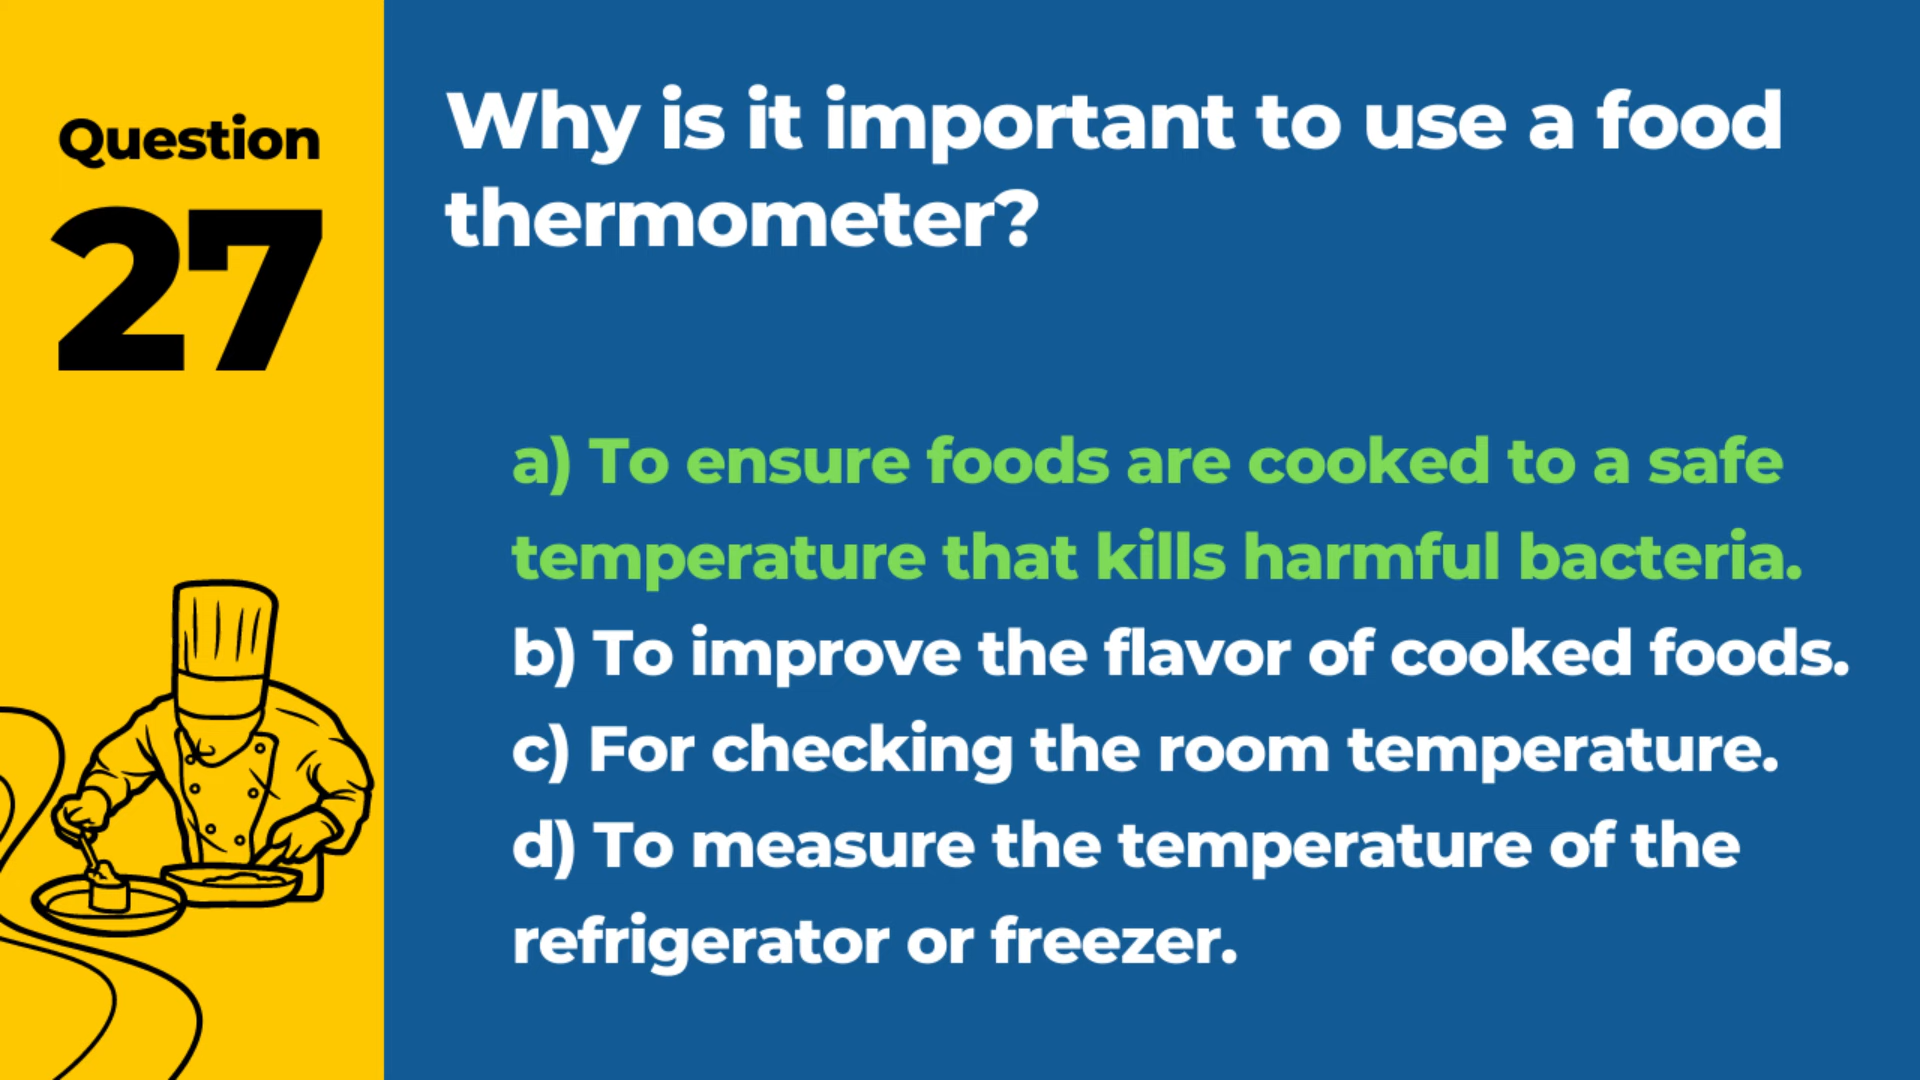 Question
27
Why is it important to use a food
thermometer?
a) To ensure foods are cooked to a safe
temperature that kills harmful bacteria.
b) To improve the flavor of cooked foods.
c) For checking the room temperature.
d) To measure the temperature of the
refrigerator or freezer.